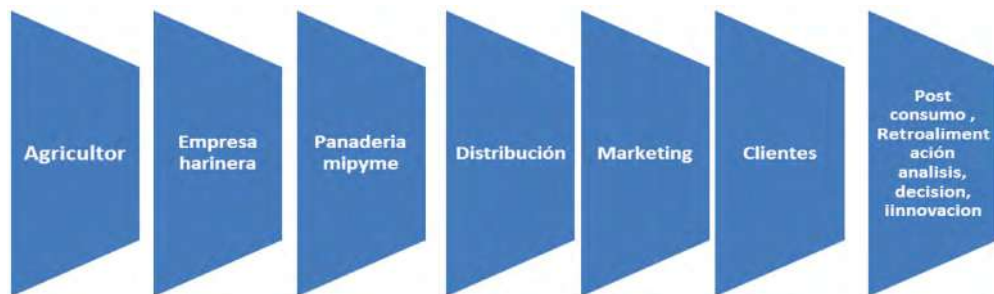 Agricultor
Empresa
harinera
Panaderia
mipyme
Distribución
Marketing
Clientes
Post
consumo ,
Retroaliment
ación
analisis,
decision,
iinnovacion